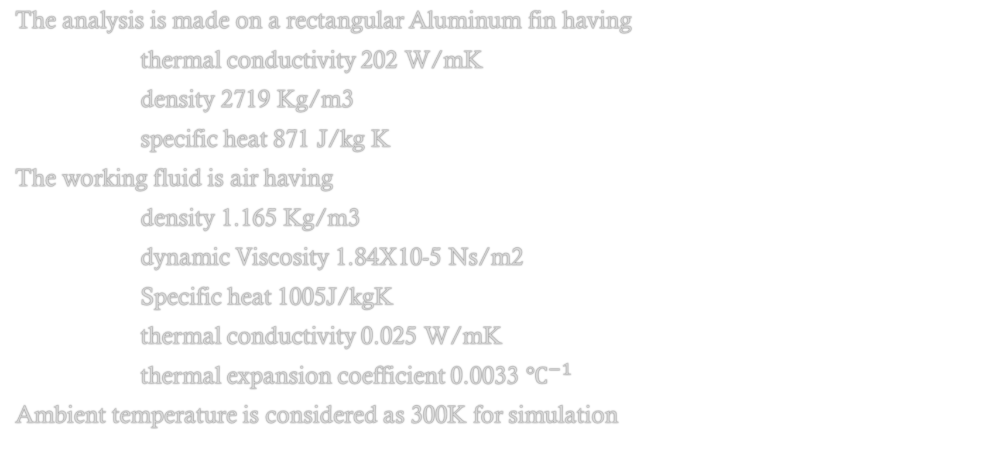 The analysis is made on a rectangular Aluminum fin having
thermal conductivity 202 W/mK
density 2719 Kg/m3
specific heat 871 J/kg K
The working fluid is air having
density 1.165 Kg/m3
dynamic Viscosity 1.84X10-5 Ns/m2
Specific heat 1005J/kgK
thermal conductivity 0.025 W/mK
thermal expansion coefficient 0.0033 °C⁻¹
Ambient temperature is considered as 300K for simulation